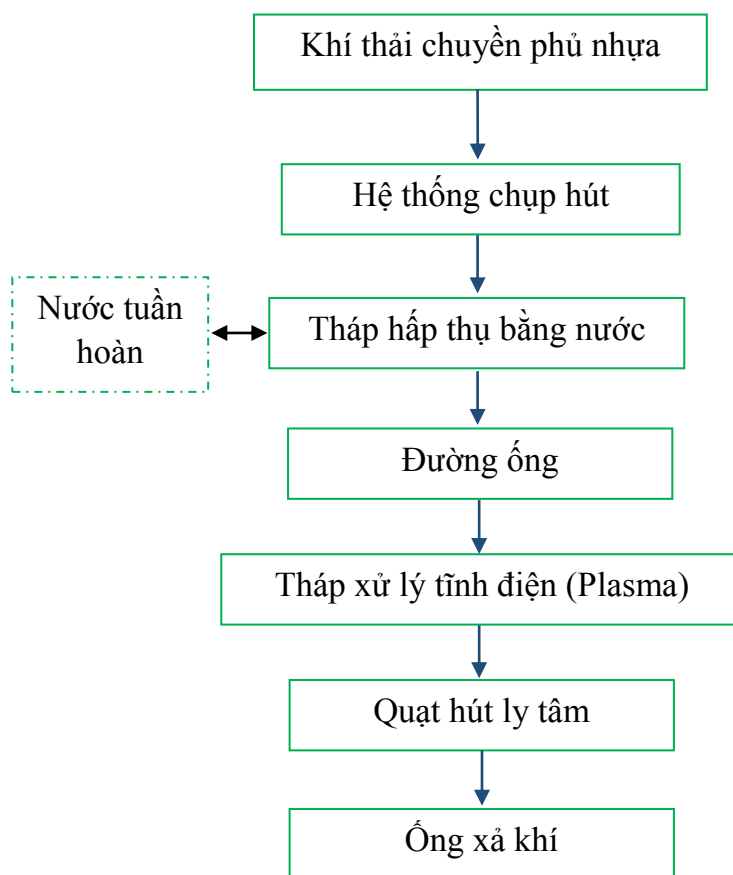 Khí thải chuyền phủ nhựa
Hệ thống chụp hút
Nước tuần
hoàn
Tháp hấp thụ bằng nước
Đường ống
Tháp xử lý tĩnh điện (Plasma)
Quạt hút ly tâm
Ống xả khí